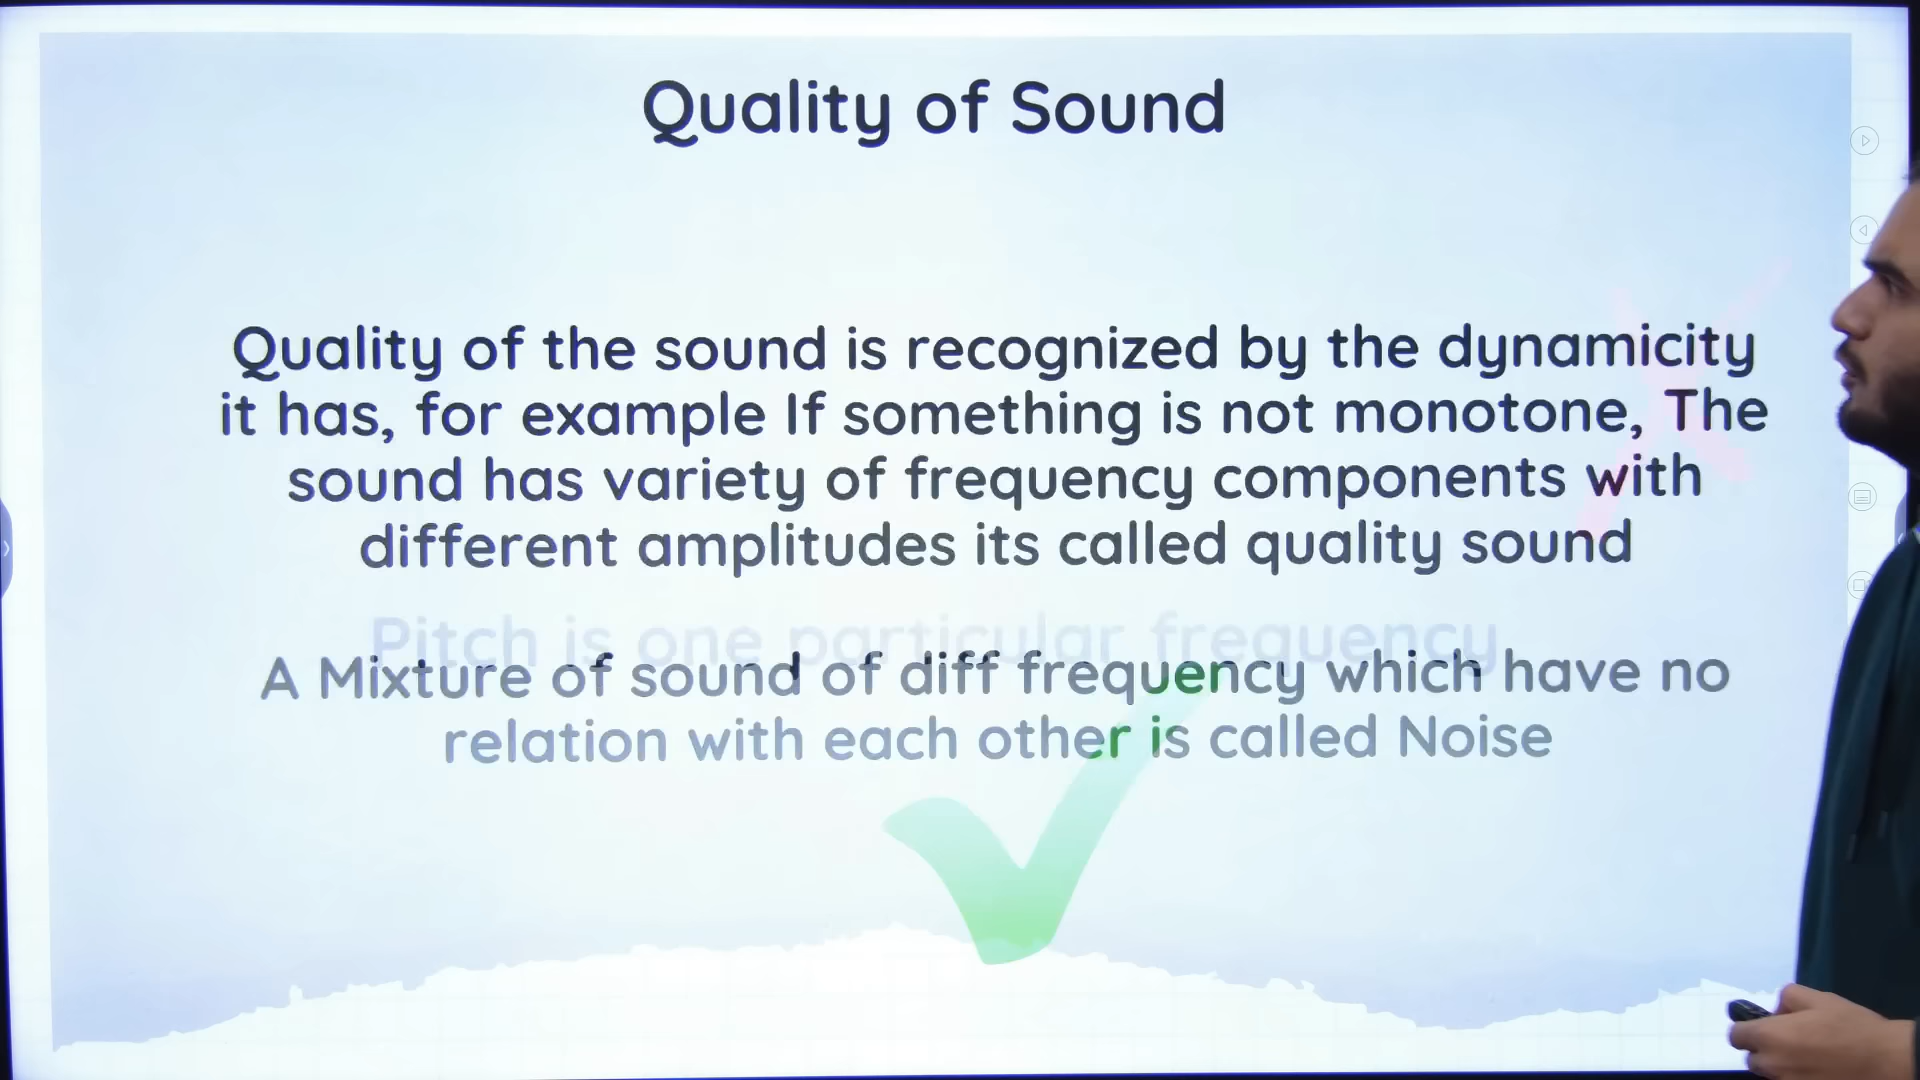 Quality of Sound
Quality of the sound is recognized by the dynamicity
it has, for example If something is not monotone, The
sound has variety of frequency components with
different amplitudes its called quality sound
Pitch is one particular frequency
A Mixture of sound of diff frequency which have no
relation with each other is called Noise